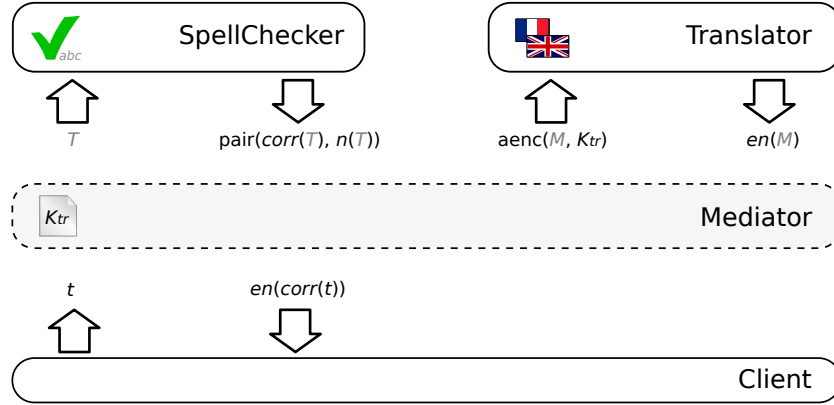 SpellChecker
abc
Translator
T
pair(corr(T), n(T))
aenc(M, Ktr)
en(M)
Ktr
Mediator
t
en(corr(t))
Client